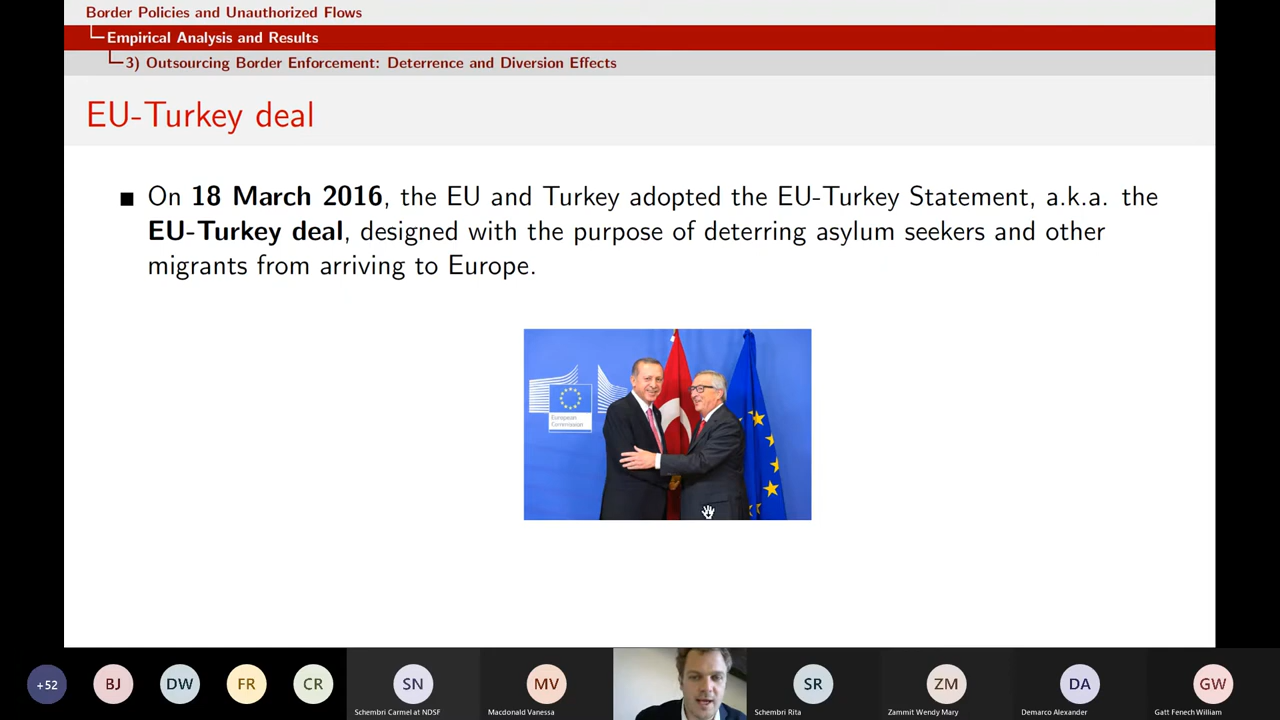 Border Policies and Unauthorized Flows
Empirical Analysis and Results
3) Outsourcing Border Enforcement: Deterrence and Diversion Effects
EU-Turkey deal
On 18 March 2016, the EU and Turkey adopted the EU-Turkey Statement, a.k.a. the
EU-Turkey deal, designed with the purpose of deterring asylum seekers and other
migrants from arriving to Europe.
European
Commission
+52
BJ
DW
FR
CR
SN
MV
SR
ZM
DA
GW
Schembri Carmel at NDSF
Macdonald Vanessa
Schembri Rita
Zammit Wendy Mary
Demarco Alexander
Gatt Fenech William